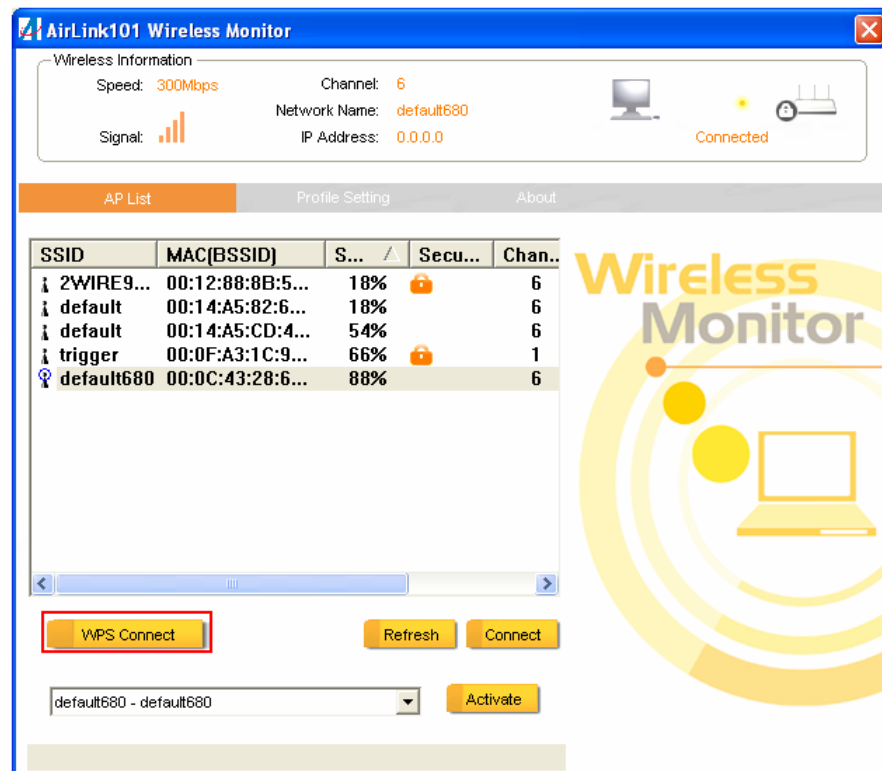 AirLink101 Wireless Monitor
Wireless Information
Speed: 300Mbps Channel: 6
Network Name: default680
Signal: IP Address: 0.0.0.0 Connected
AP List Profile Setting About
SSID MAC(BSSID) S... Secu... Chan..
2WIRE9... 00:12:88:8B:5... 18% 6
default 00:14:A5:82:6... 18% 6
default 00:14:A5:CD:4... 54% 6
trigger 00:0F:A3:1C:9... 66% 1
default680 00:0C:43:28:6... 88% 6
Wireless
Monitor
WPS Connect Refresh Connect
default680 - default680 Activate